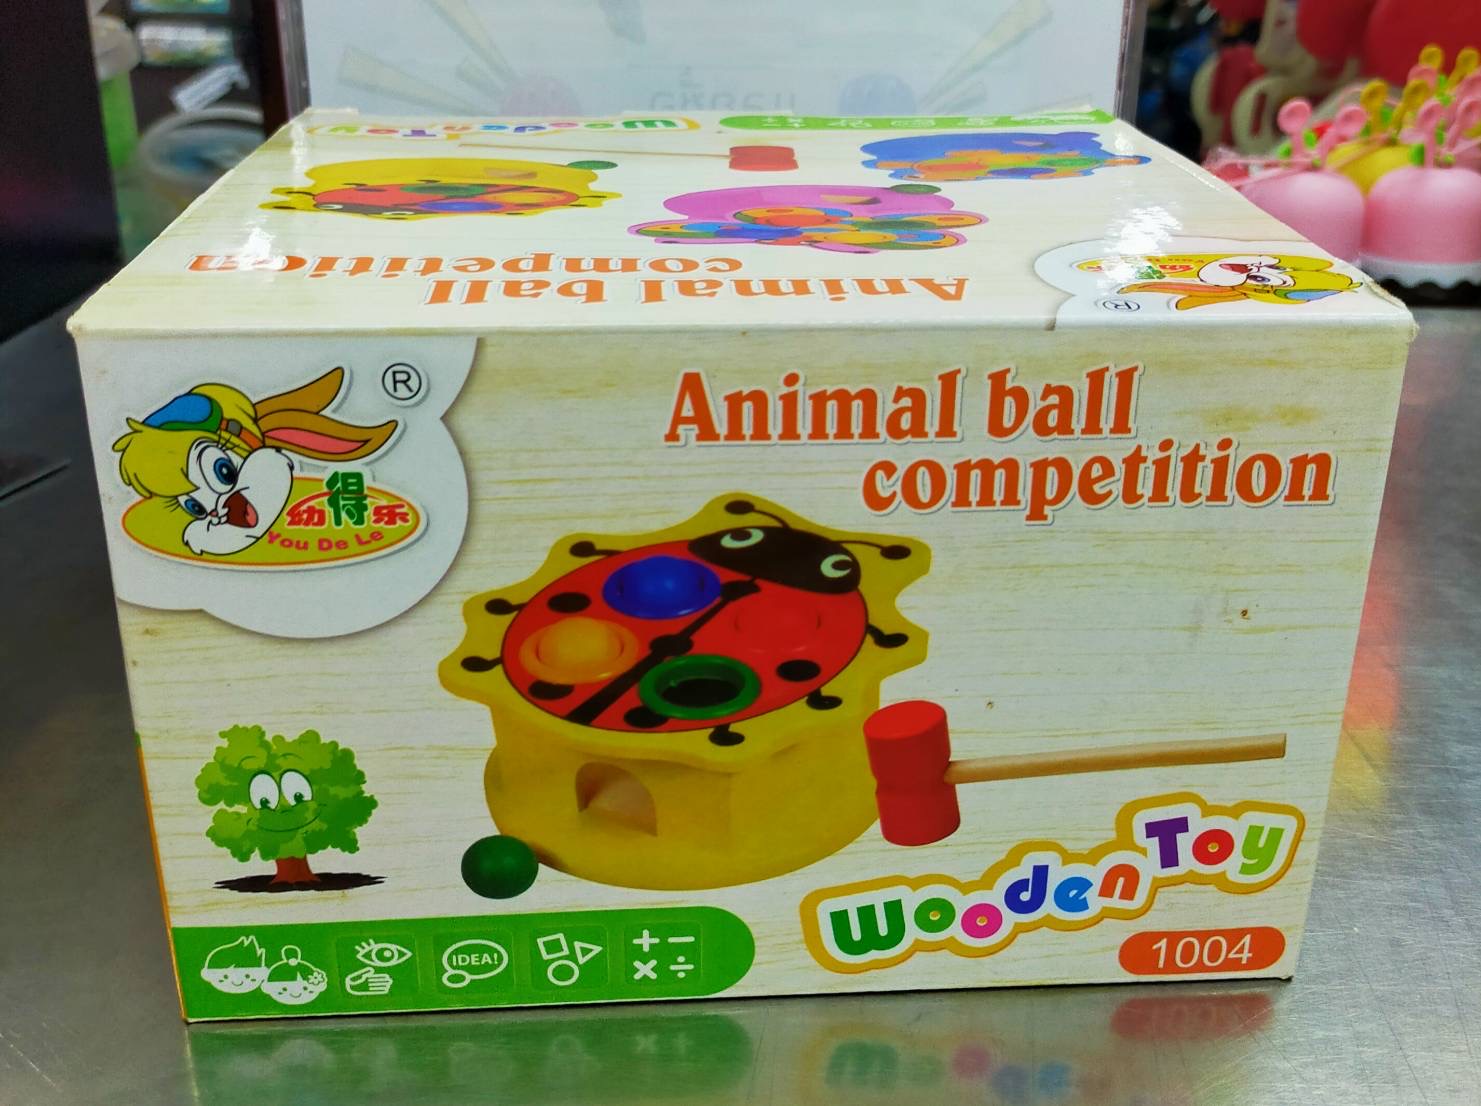 Wooden Toy
Animal ball
competition
®
®
幼得乐
You De Le
Animal ball
competition
Wooden Toy
1004
IDEA!
+ −
× ÷